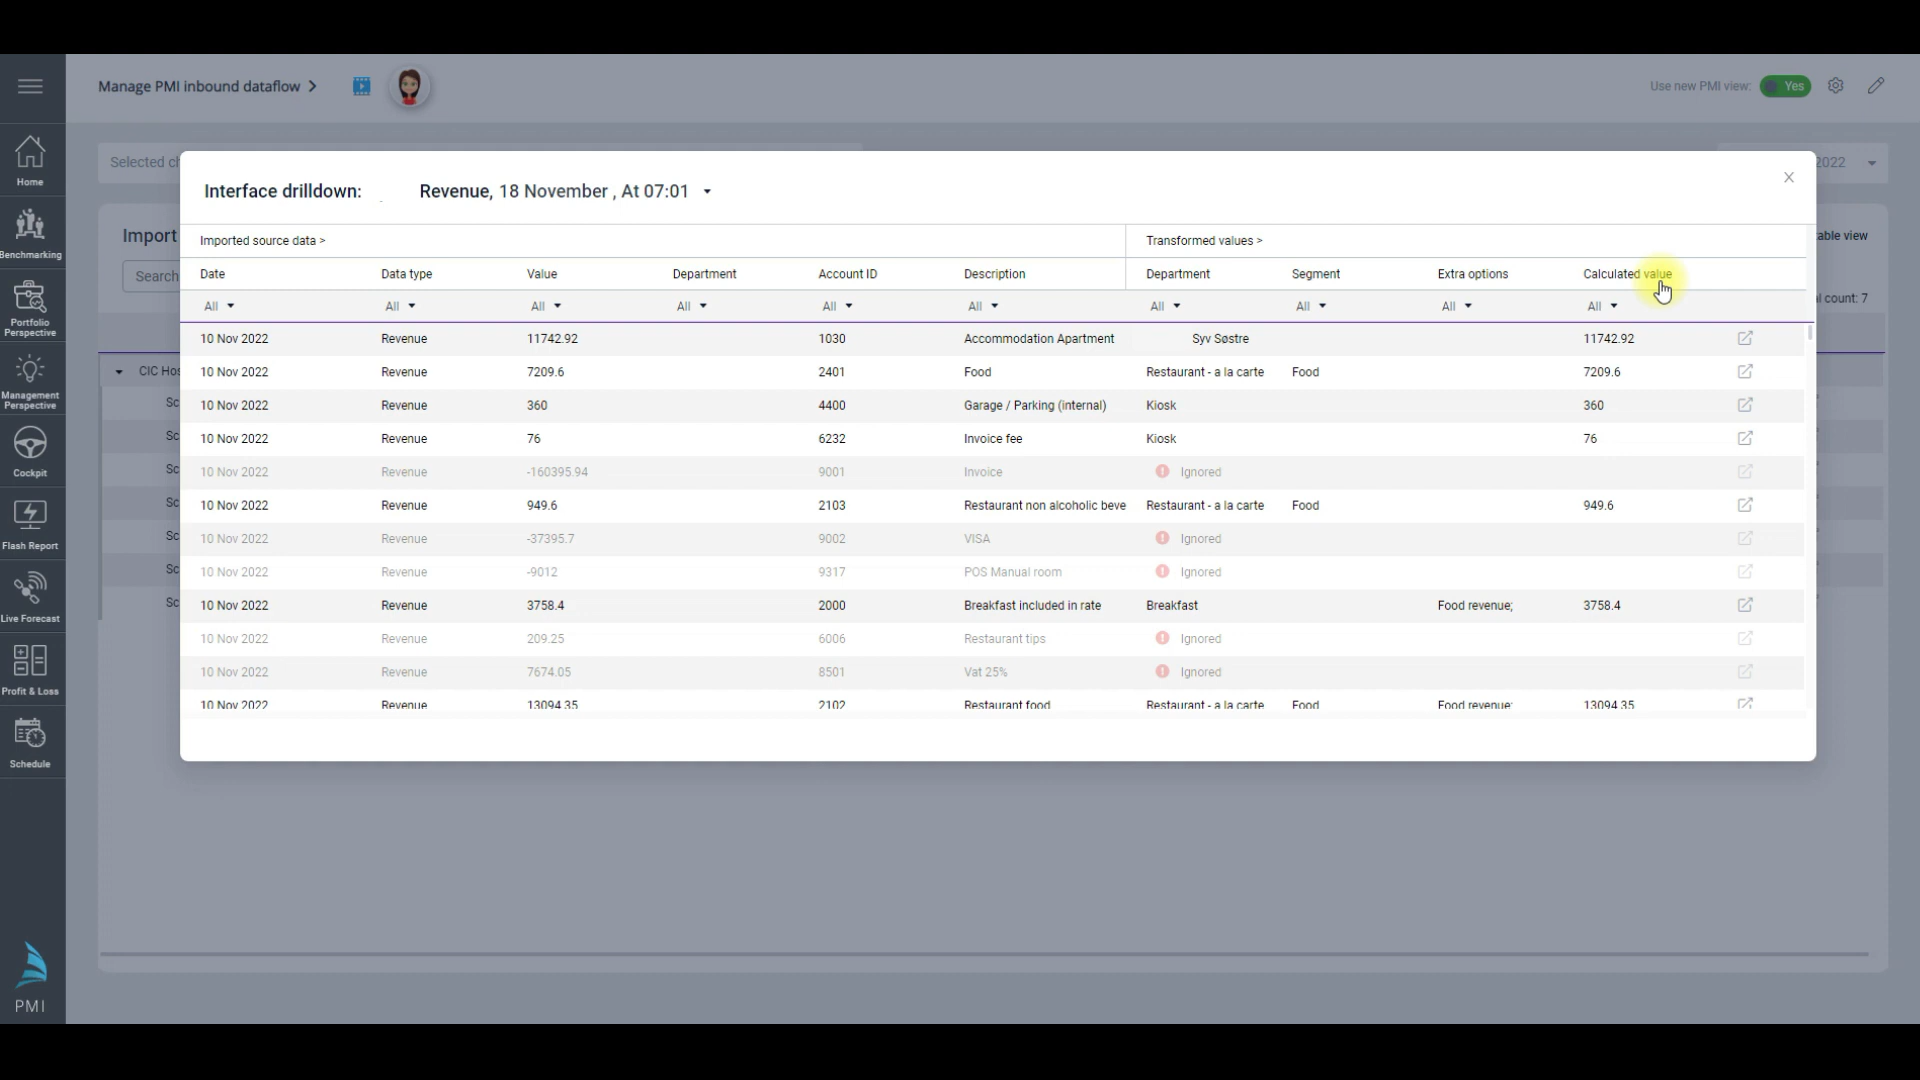 Manage PMI inbound dataflow >
Use new PMI view: Yes
Home
Benchmarking
Portfolio
Perspective
Management
Perspective
Cockpit
Flash Report
Live Forecast
Profit & Loss
Schedule
PMI
Selected
2022
Import
Search
able view
count: 7
CIC
Interface drilldown: Revenue, 18 November , At 07:01
Imported source data > Transformed values >
Date Data type Value Department Account ID Description Department Segment Extra options Calculated value
All All All All All All All All All All
10 Nov 2022 Revenue 11742.92 1030 Accommodation Apartment Syv Søstre 11742.92
10 Nov 2022 Revenue 7209.6 2401 Food Restaurant - a la carte Food 7209.6
10 Nov 2022 Revenue 360 4400 Garage / Parking (internal) Kiosk 360
10 Nov 2022 Revenue 76 6232 Invoice fee Kiosk 76
10 Nov 2022 Revenue -160395.94 9001 Invoice Ignored
10 Nov 2022 Revenue 949.6 2103 Restaurant non alcoholic beve Restaurant - a la carte Food 949.6
10 Nov 2022 Revenue -37395.7 9002 VISA Ignored
10 Nov 2022 Revenue -9012 9317 POS Manual room Ignored
10 Nov 2022 Revenue 3758.4 2000 Breakfast included in rate Breakfast Food revenue; 3758.4
10 Nov 2022 Revenue 209.25 6006 Restaurant tips Ignored
10 Nov 2022 Revenue 7674.05 8501 Vat 25% Ignored
10 Nov 2022 Revenue 13094.35 2102 Restaurant food Restaurant - a la carte Food Food revenue; 13094.35